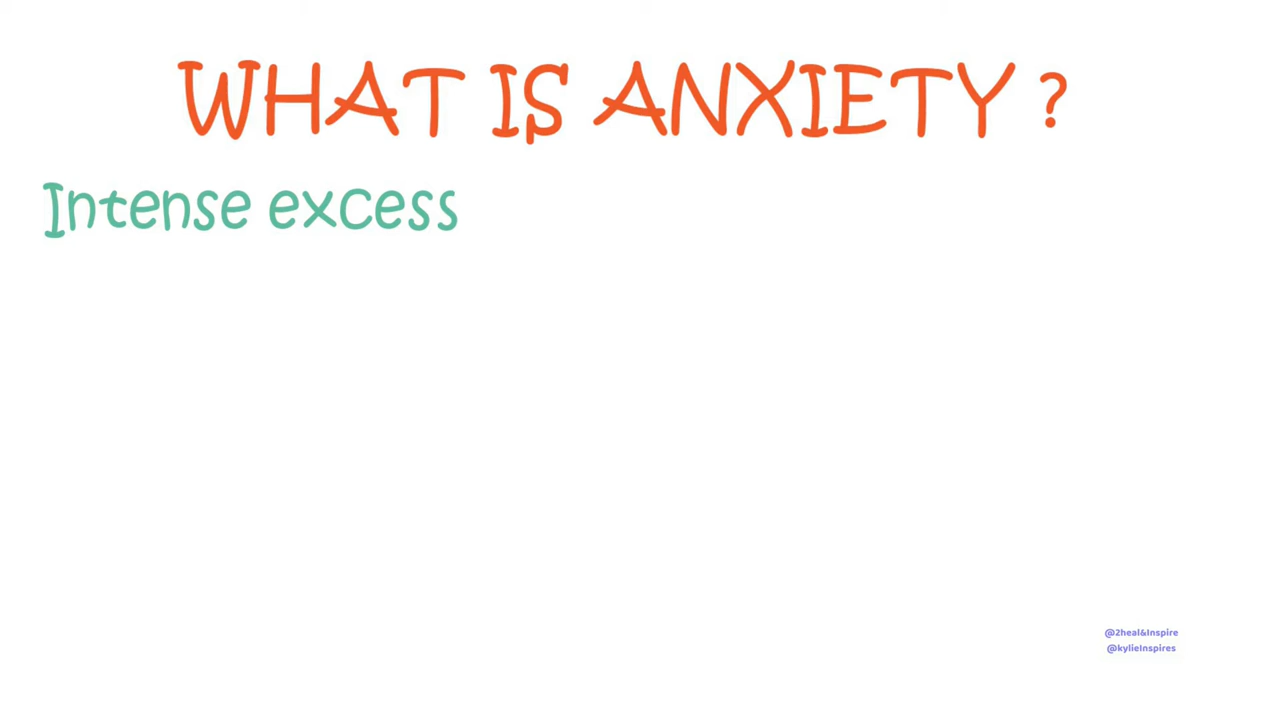 WHAT IS ANXIETY ?
Intense excess
@2heal&Inspire
@kylieInspires